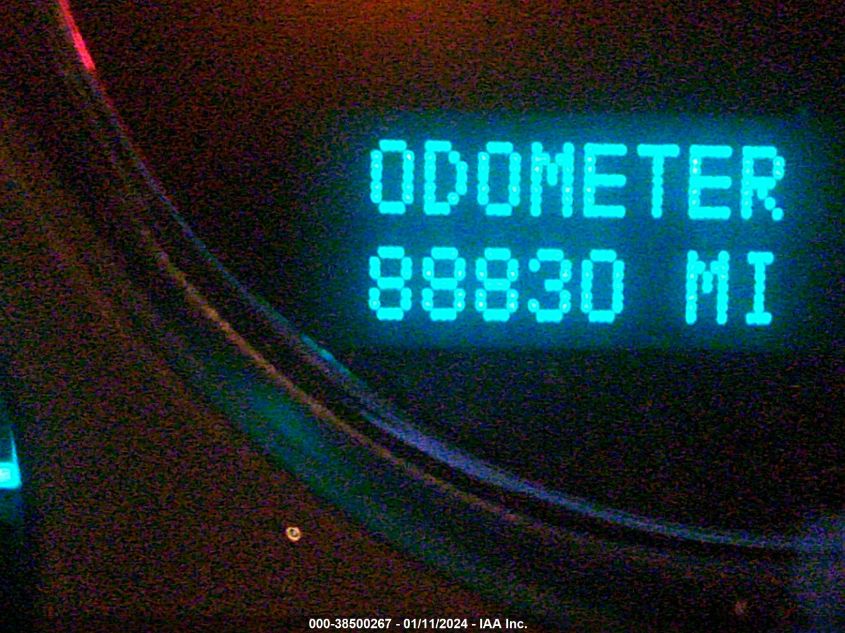 ODOMETER
88830 MI
000-38500267 - 01/11/2024 - IAA Inc.